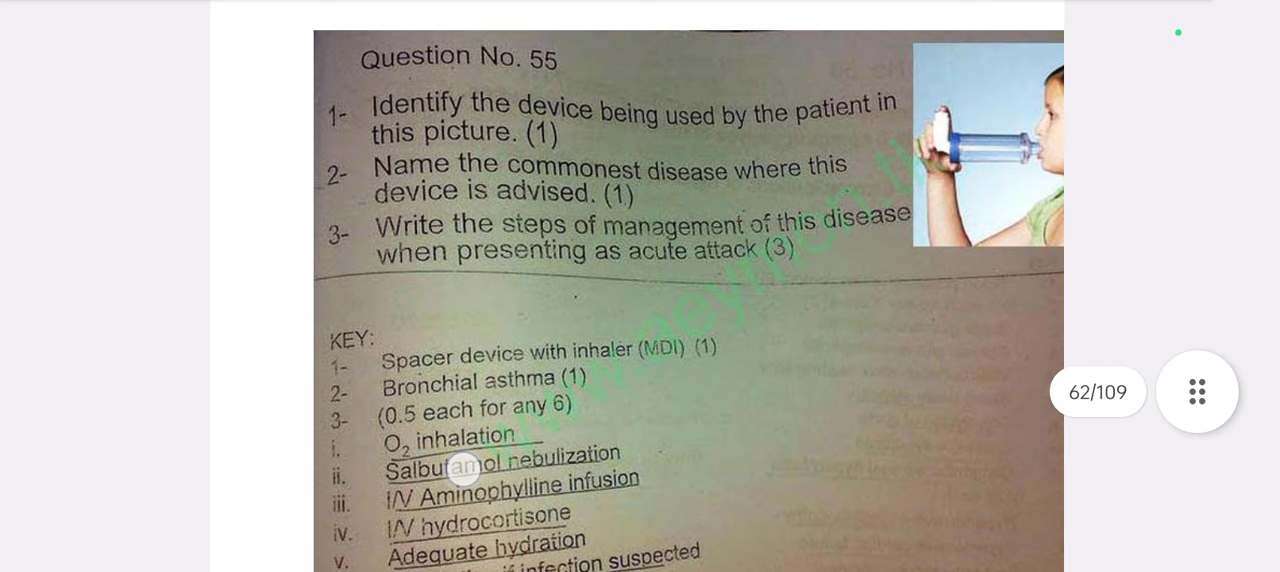 Question No. 55
1- Identify the device being used by the patient in
this picture. (1)
2- Name the commonest disease where this
device is advised. (1)
3- Write the steps of management of this disease
when presenting as acute attack (3)
KEY:
1- Spacer device with inhaler (MDI) (1)
2- Bronchial asthma (1)
3- (0.5 each for any 6)
i. O2 inhalation
ii. Salbutamol nebulization
iii. I/V Aminophylline infusion
iv. I/V hydrocortisone
v. Adequate hydration
if infection suspected
62/109